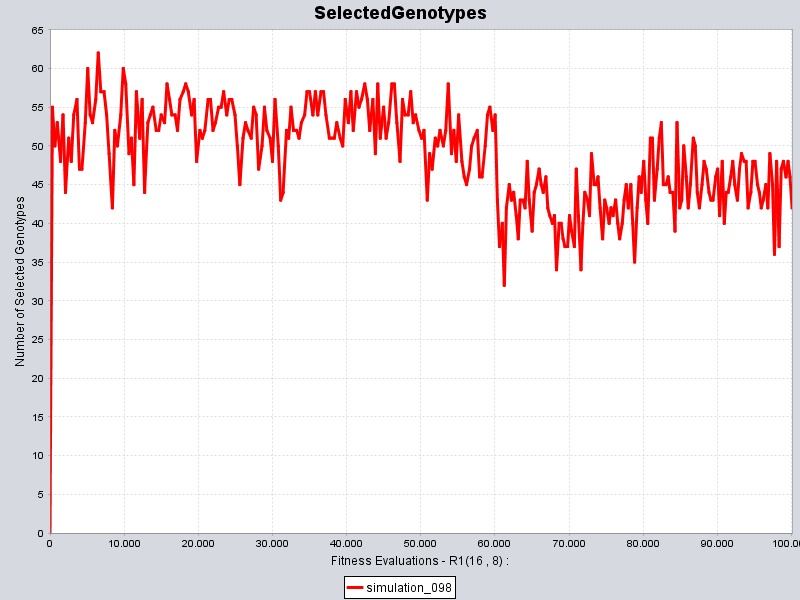 SelectedGenotypes
65
60
55
50
45
40
35
30
25
20
15
10
5
0
Number of Selected Genotypes
0 10.000 20.000 30.000 40.000 50.000 60.000 70.000 80.000 90.000 100.00
Fitness Evaluations - R1(16 , 8) :
simulation_098